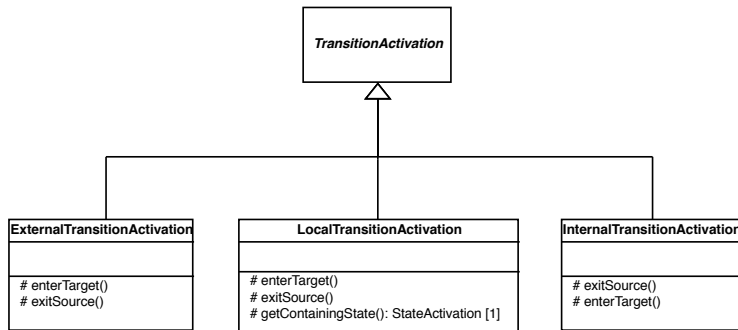 TransitionActivation
ExternalTransitionActivation
# enterTarget()
# exitSource()
LocalTransitionActivation
# enterTarget()
# exitSource()
# getContainingState(): StateActivation [1]
InternalTransitionActivation
# exitSource()
# enterTarget()